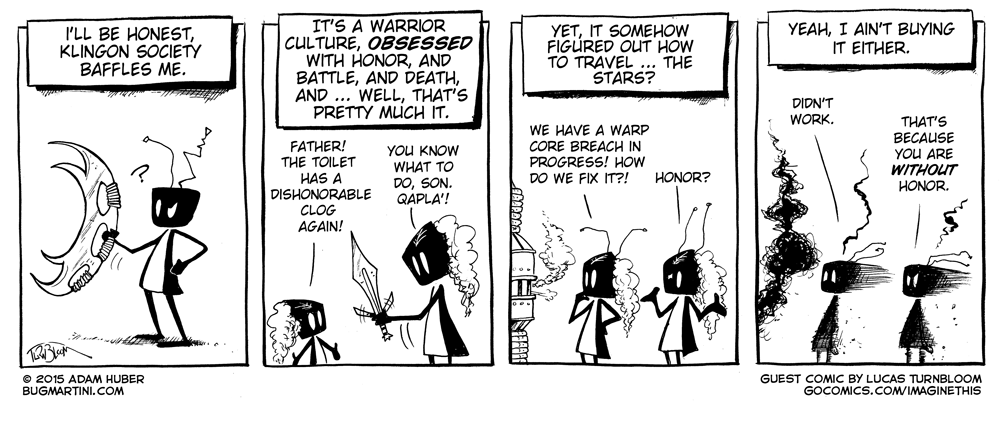 I'LL BE HONEST,
KLINGON SOCIETY
BAFFLES ME.
?
TURNBLOOM
© 2015 ADAM HUBER
BUGMARTINI.COM
IT'S A WARRIOR
CULTURE, OBSESSED
WITH HONOR, AND
BATTLE, AND DEATH,
AND ... WELL, THAT'S
PRETTY MUCH IT.
FATHER!
THE TOILET
HAS A
DISHONORABLE
CLOG
AGAIN!
YOU KNOW
WHAT TO
DO, SON.
QAPLA'!
YET, IT SOMEHOW
FIGURED OUT HOW
TO TRAVEL ... THE
STARS?
WE HAVE A WARP
CORE BREACH IN
PROGRESS! HOW
DO WE FIX IT?!
HONOR?
YEAH, I AIN'T BUYING
IT EITHER.
DIDN'T
WORK.
THAT'S
BECAUSE
YOU ARE
WITHOUT
HONOR.
GUEST COMIC BY LUCAS TURNBLOOM
GOCOMICS.COM/IMAGINETHIS